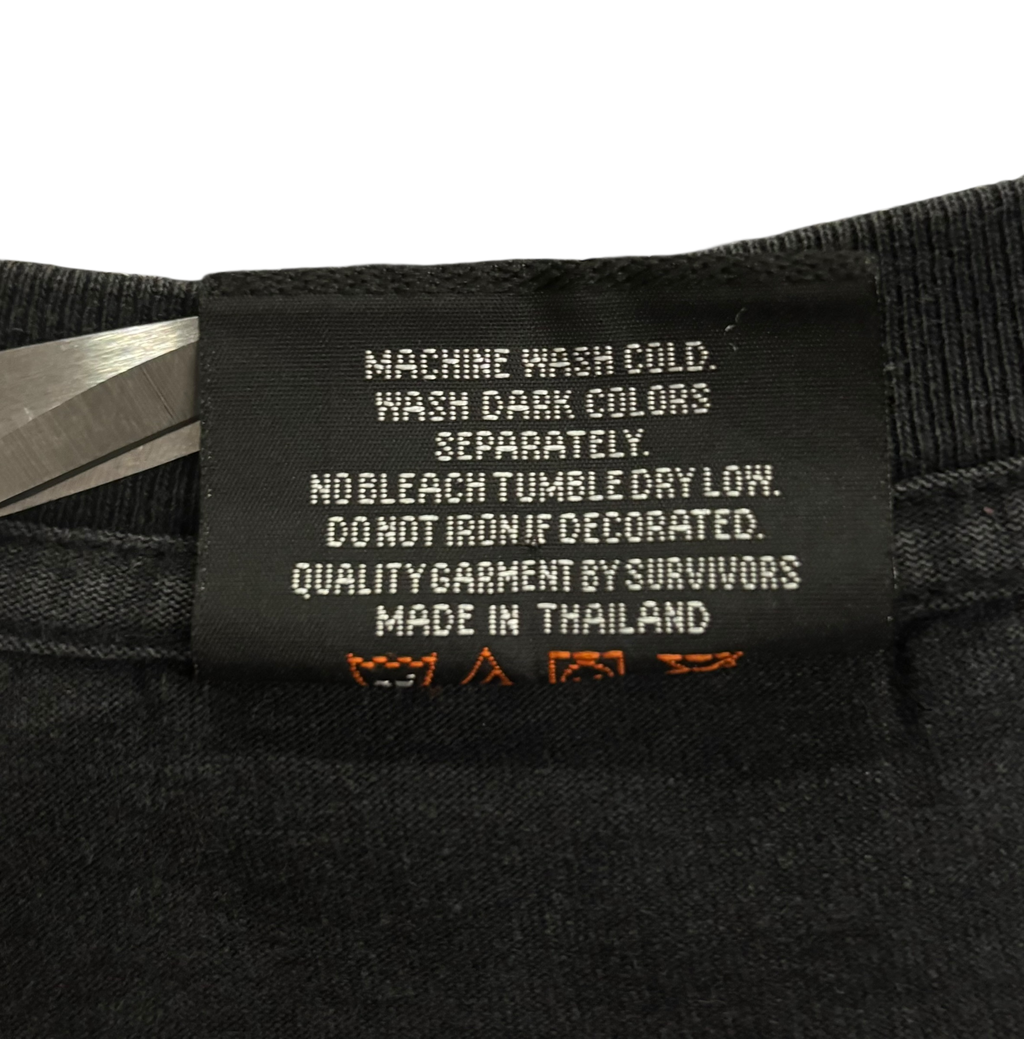 MACHINE WASH COLD.
WASH DARK COLORS
SEPARATELY.
NO BLEACH TUMBLE DRY LOW.
DO NOT IRON IF DECORATED.
QUALITY GARMENT BY SURVIVORS
MADE IN THAILAND